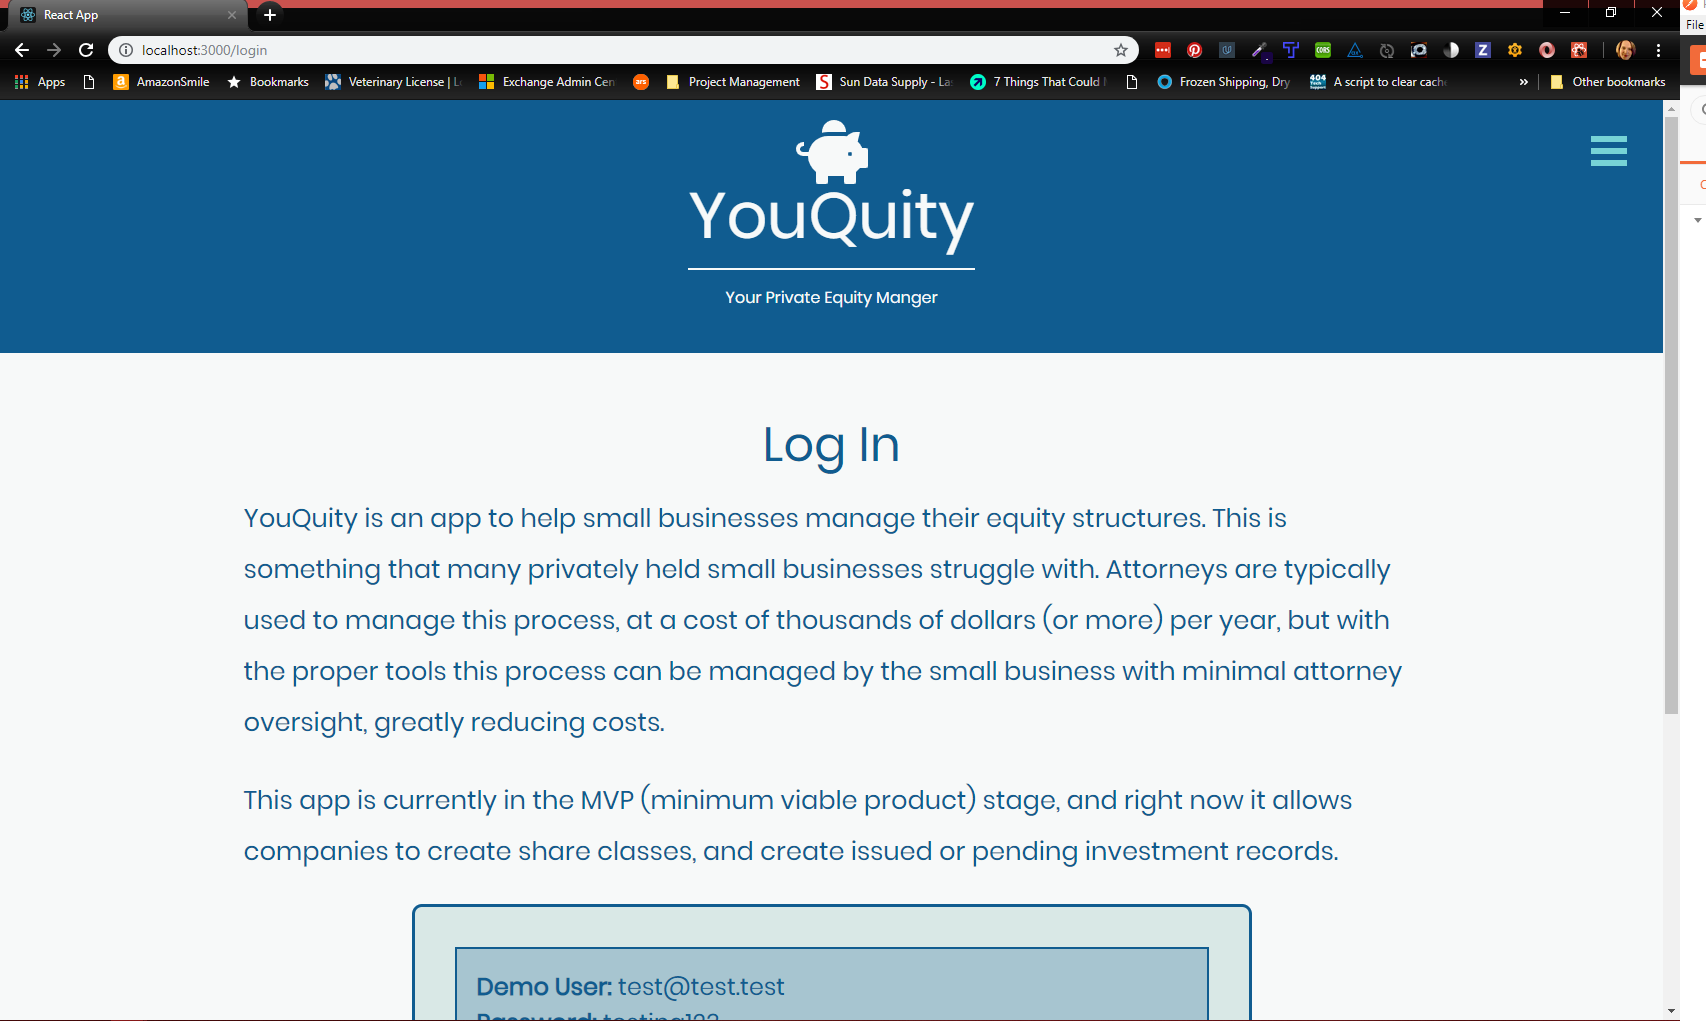 React App
File
localhost:3000/login
Apps AmazonSmile Bookmarks Veterinary License | Exchange Admin Cen ars Project Management Sun Data Supply - La 7 Things That Could Frozen Shipping, Dry A script to clear cache » Other bookmarks
YouQuity
Your Private Equity Manger
Log In
YouQuity is an app to help small businesses manage their equity structures. This is
something that many privately held small businesses struggle with. Attorneys are typically
used to manage this process, at a cost of thousands of dollars (or more) per year, but with
the proper tools this process can be managed by the small business with minimal attorney
oversight, greatly reducing costs.
This app is currently in the MVP (minimum viable product) stage, and right now it allows
companies to create share classes, and create issued or pending investment records.
Demo User: test@test.test
Password: testing123